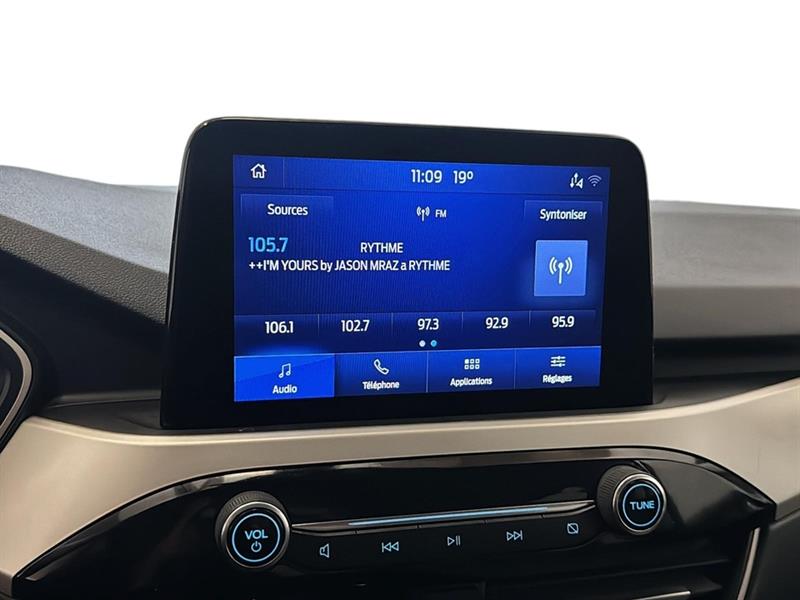 11:09 19°
Sources FM Syntoniser
105.7 RYTHME
++I'M YOURS by JASON MRAZ a RYTHME
106.1 102.7 97.3 92.9 95.9
Audio Téléphone Applications Réglages
VOL TUNE